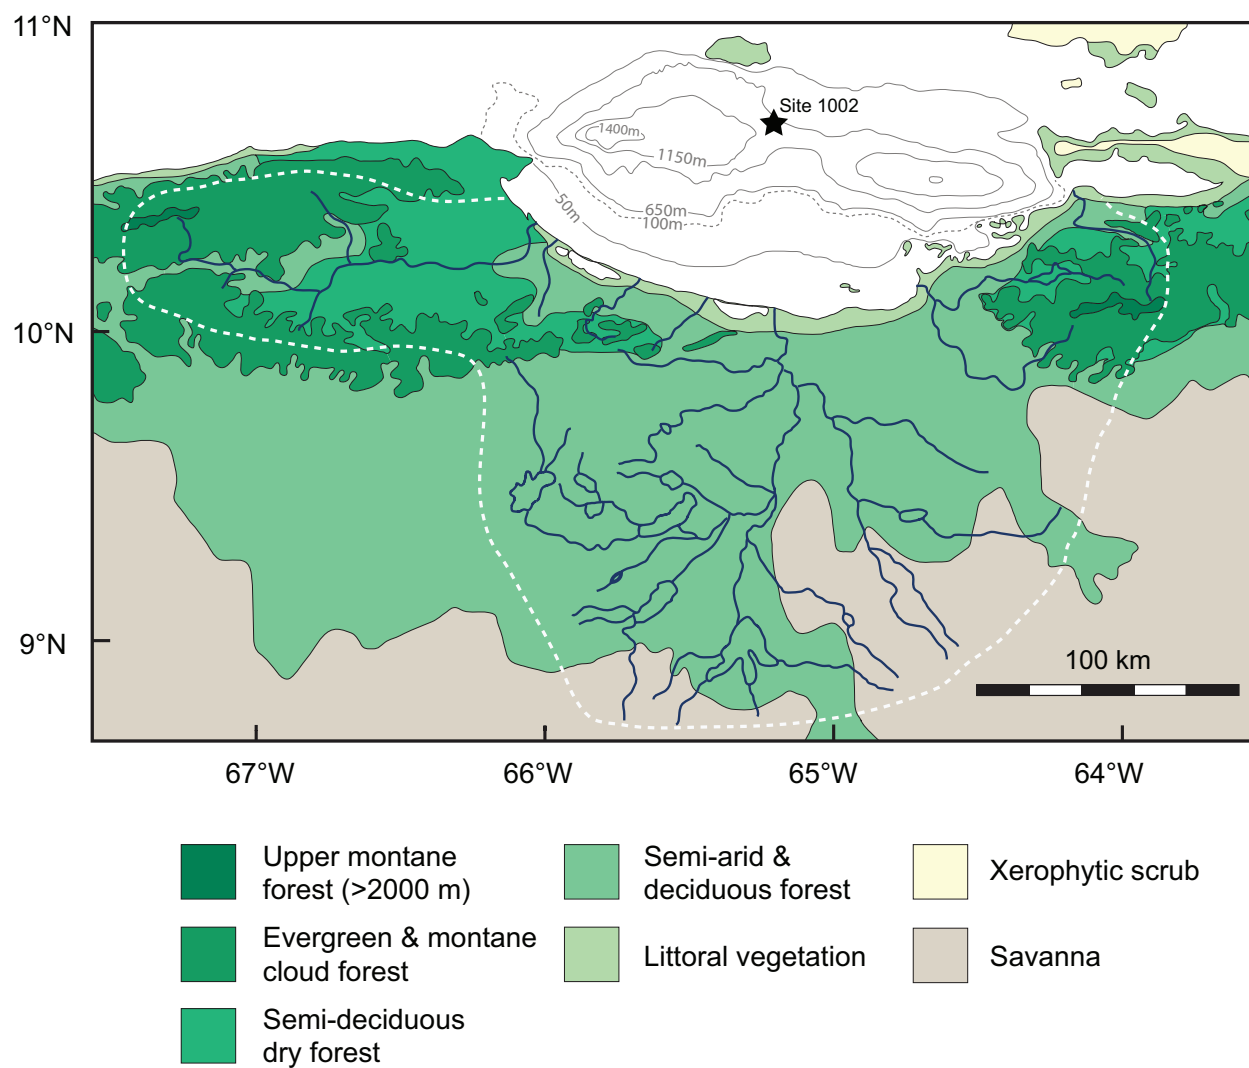 11°N
Site 1002
1400m
1150m
50m
650m
100m
10°N
9°N
100 km
67°W
66°W
65°W
64°W
Upper montane
forest (>2000 m)
Evergreen & montane
cloud forest
Semi-deciduous
dry forest
Semi-arid &
deciduous forest
Littoral vegetation
Xerophytic scrub
Savanna